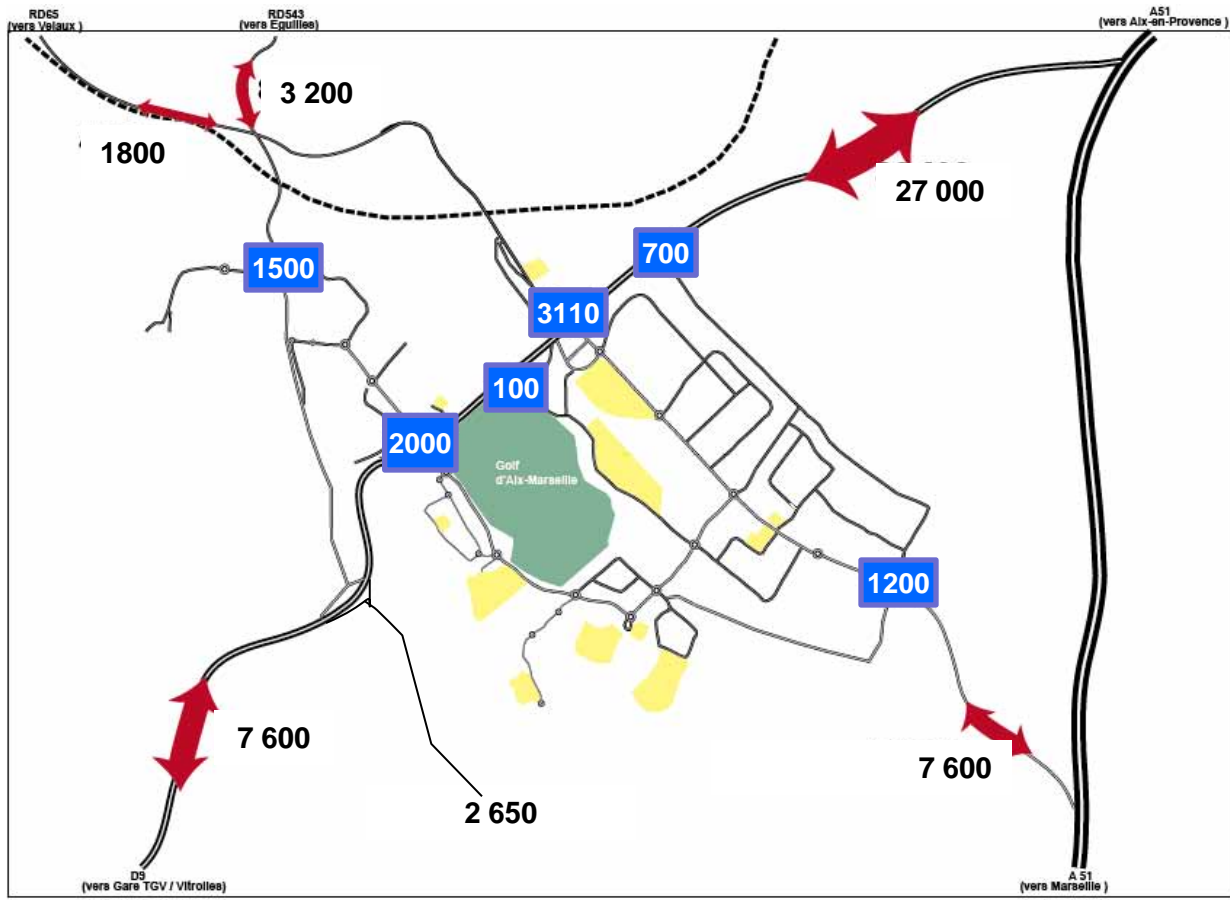 RD65
(vers Velaux )
RD543
(vers Eguilles)
A51
(vers Aix-en-Provence )
3 200
1800
27 000
700
1500
3110
100
2000
Golf
d'Aix-Marseille
1200
7 600
7 600
2 650
D9
(vers Gare TGV / Vitrolles)
A 51
(vers Marseille )